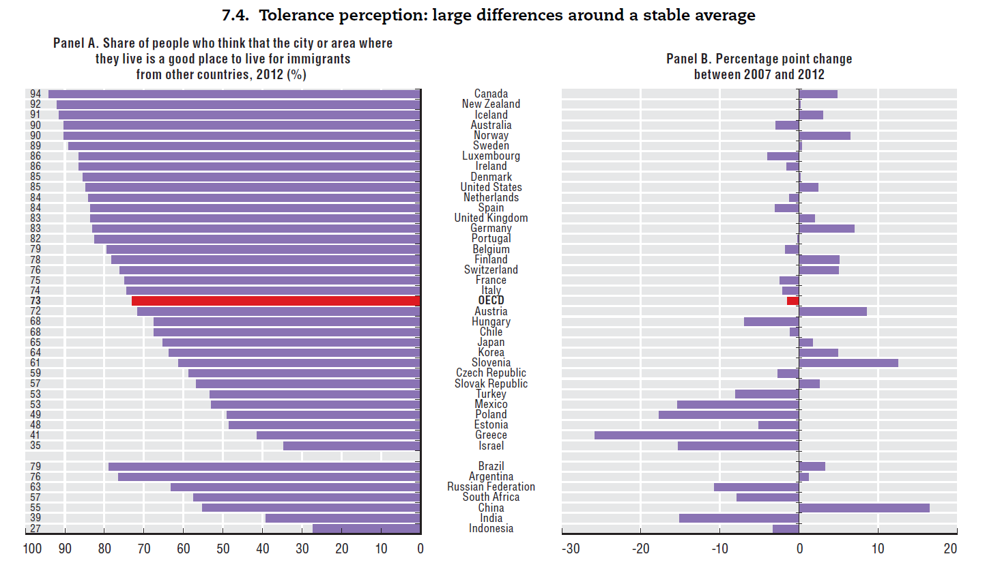 7.4. Tolerance perception: large differences around a stable average
Panel A. Share of people who think that the city or area where
they live is a good place to live for immigrants
from other countries, 2012 (%)
Panel B. Percentage point change
between 2007 and 2012
94 Canada
92 New Zealand
91 Iceland
90 Australia
90 Norway
89 Sweden
86 Luxembourg
86 Ireland
85 Denmark
85 United States
84 Netherlands
84 Spain
83 United Kingdom
83 Germany
82 Portugal
79 Belgium
78 Finland
76 Switzerland
75 France
74 Italy
73 OECD
72 Austria
68 Hungary
68 Chile
65 Japan
64 Korea
61 Slovenia
59 Czech Republic
57 Slovak Republic
53 Turkey
53 Mexico
49 Poland
48 Estonia
41 Greece
35 Israel
79 Brazil
76 Argentina
63 Russian Federation
57 South Africa
55 China
39 India
27 Indonesia
100 90 80 70 60 50 40 30 20 10 0
-30 -20 -10 0 10 20